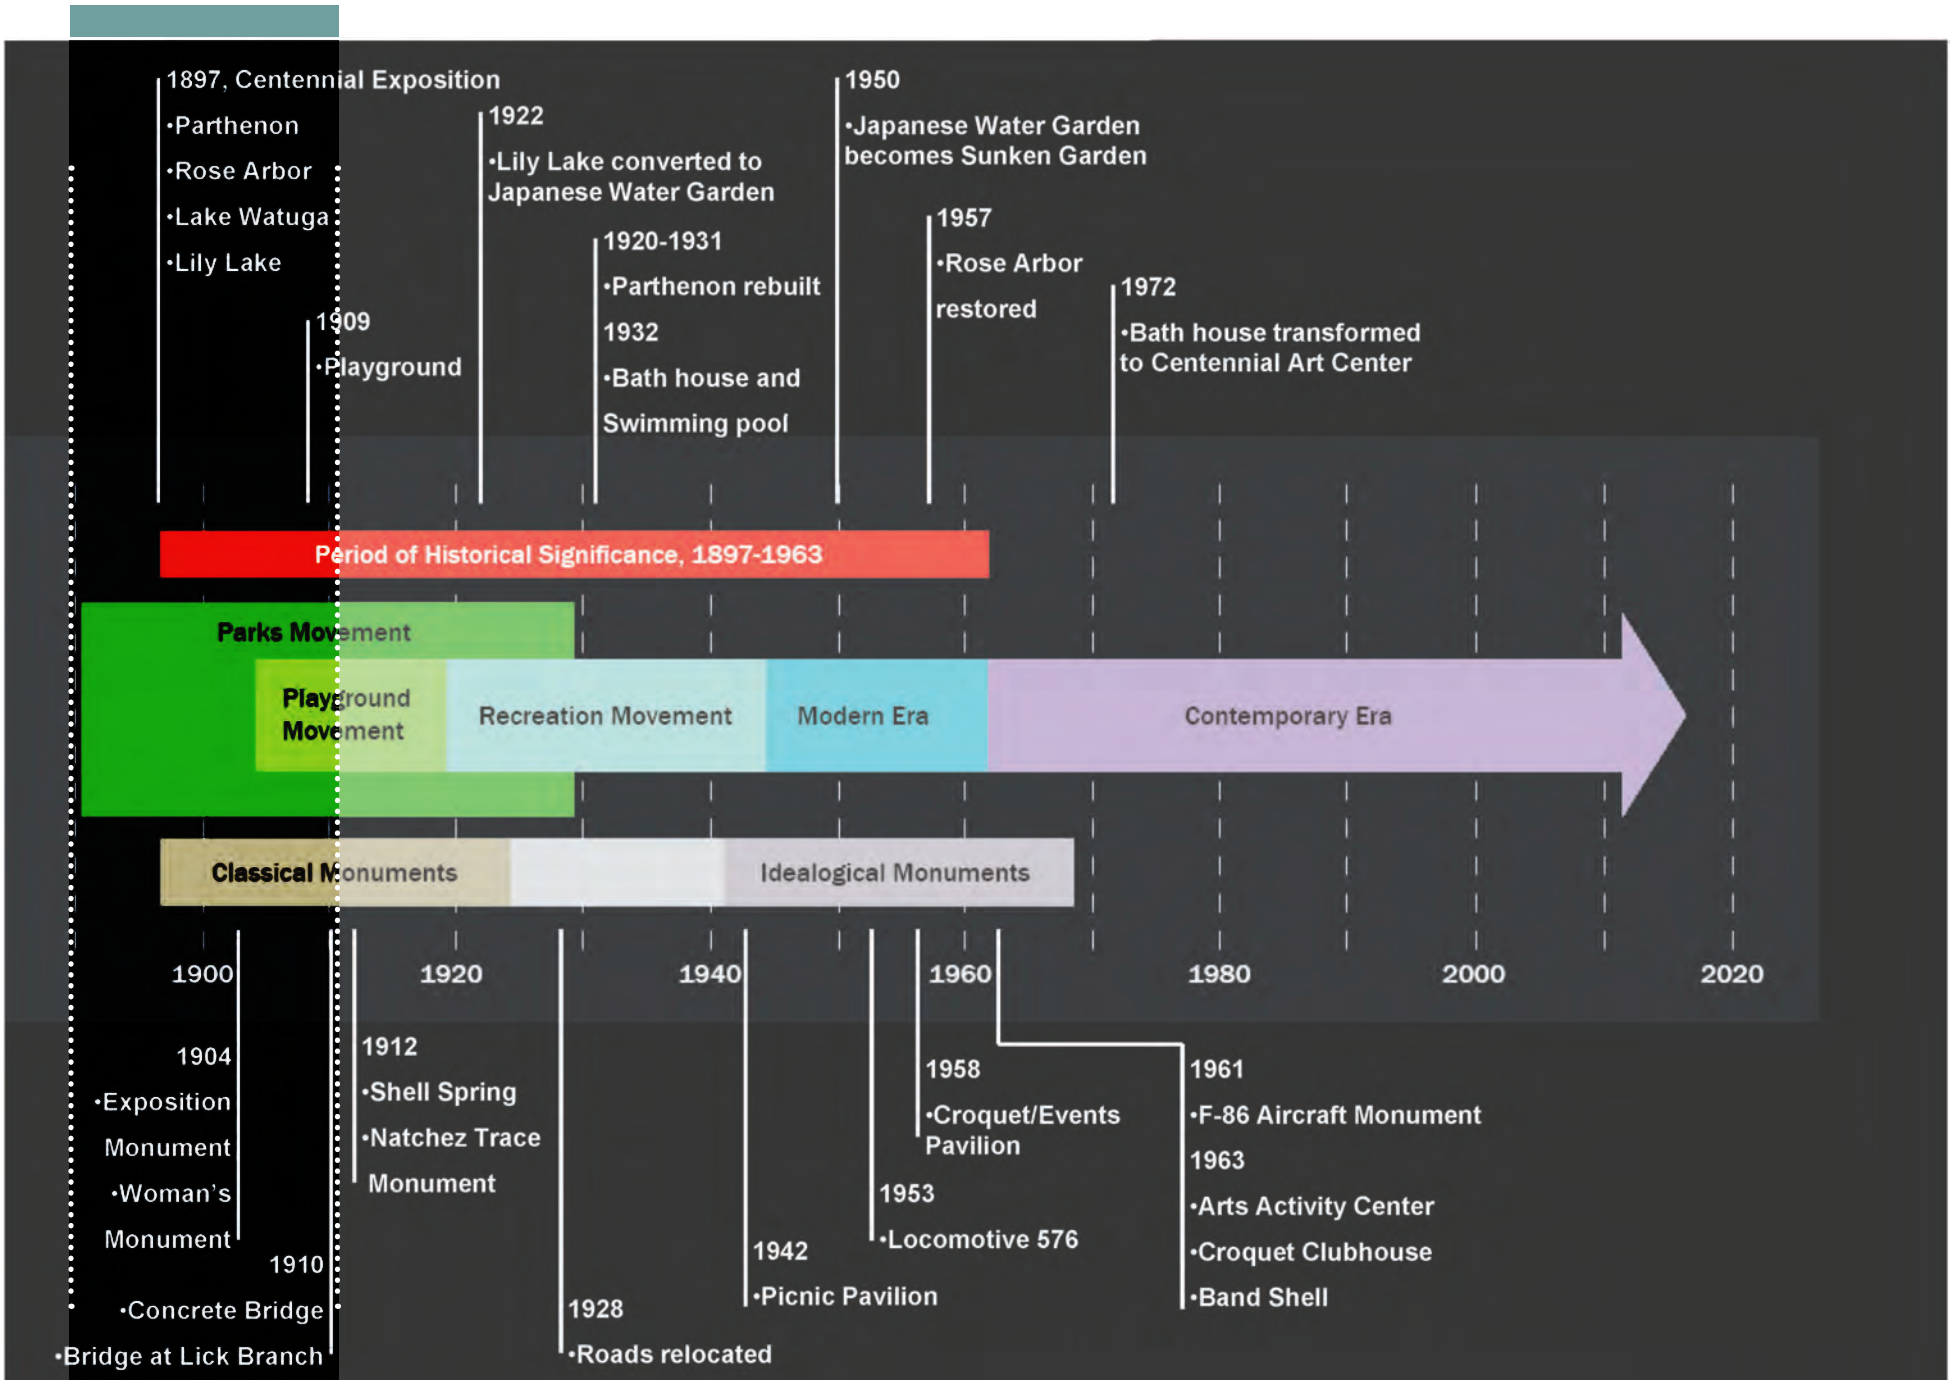 1897, Centennial Exposition
•Parthenon
•Rose Arbor
•Lake Watuga
•Lily Lake
1909
•Playground
1922
•Lily Lake converted to
Japanese Water Garden
1920-1931
•Parthenon rebuilt
1932
•Bath house and
Swimming pool
1950
•Japanese Water Garden
becomes Sunken Garden
1957
•Rose Arbor
restored
1972
•Bath house transformed
to Centennial Art Center
Period of Historical Significance, 1897-1963
Parks Movement
Playground
Movement
Recreation Movement
Modern Era
Contemporary Era
Classical Monuments
Idealogical Monuments
1900
1920
1940
1960
1980
2000
2020
1904
•Exposition
Monument
•Woman's
Monument
1910
•Concrete Bridge
•Bridge at Lick Branch
1912
•Shell Spring
•Natchez Trace
Monument
1928
•Roads relocated
1942
•Picnic Pavilion
1953
•Locomotive 576
1958
•Croquet/Events
Pavilion
1961
•F-86 Aircraft Monument
1963
•Arts Activity Center
•Croquet Clubhouse
•Band Shell